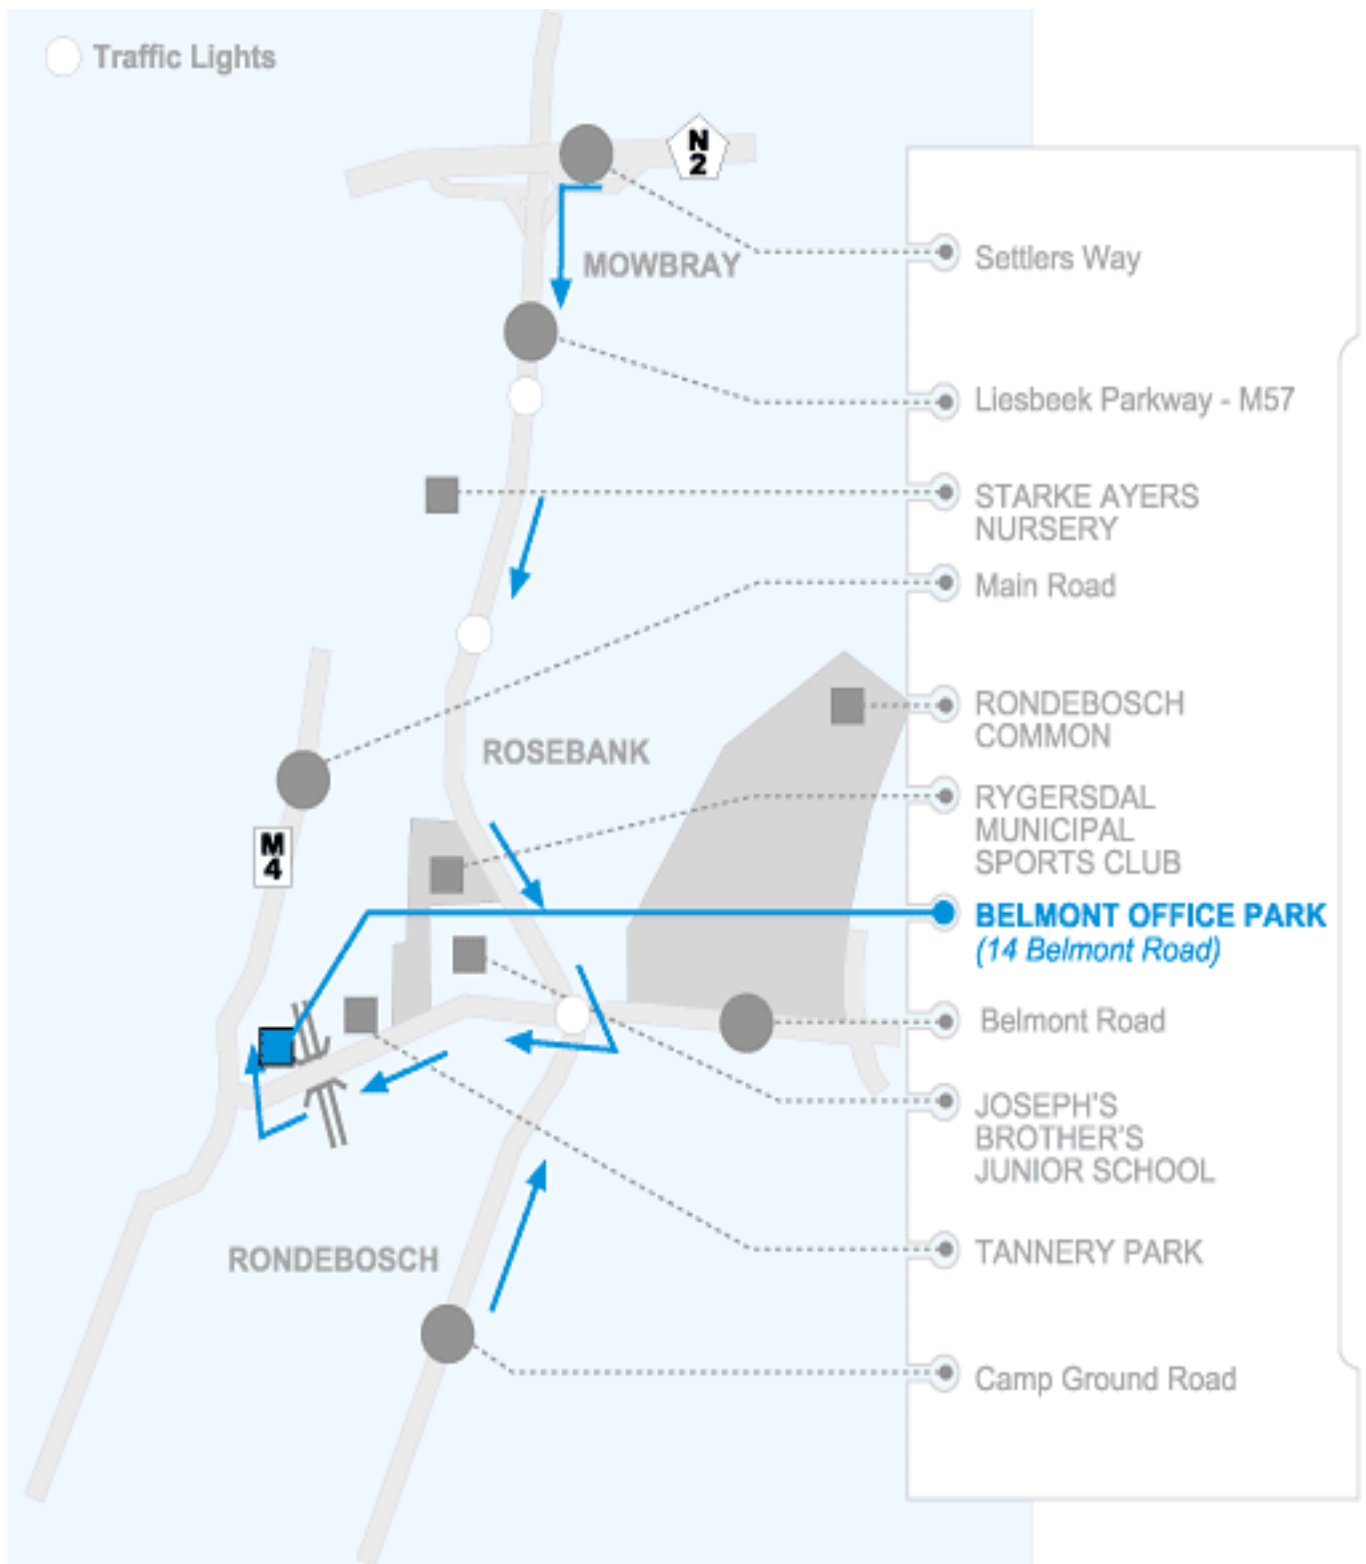 Traffic Lights
N
2
MOWBRAY
Settlers Way
Liesbeek Parkway - M57
STARKE AYERS
NURSERY
Main Road
RONDEBOSCH
COMMON
ROSEBANK
RYGERSDAL
MUNICIPAL
SPORTS CLUB
M
4
BELMONT OFFICE PARK
(14 Belmont Road)
Belmont Road
JOSEPH'S
BROTHER'S
JUNIOR SCHOOL
TANNERY PARK
RONDEBOSCH
Camp Ground Road